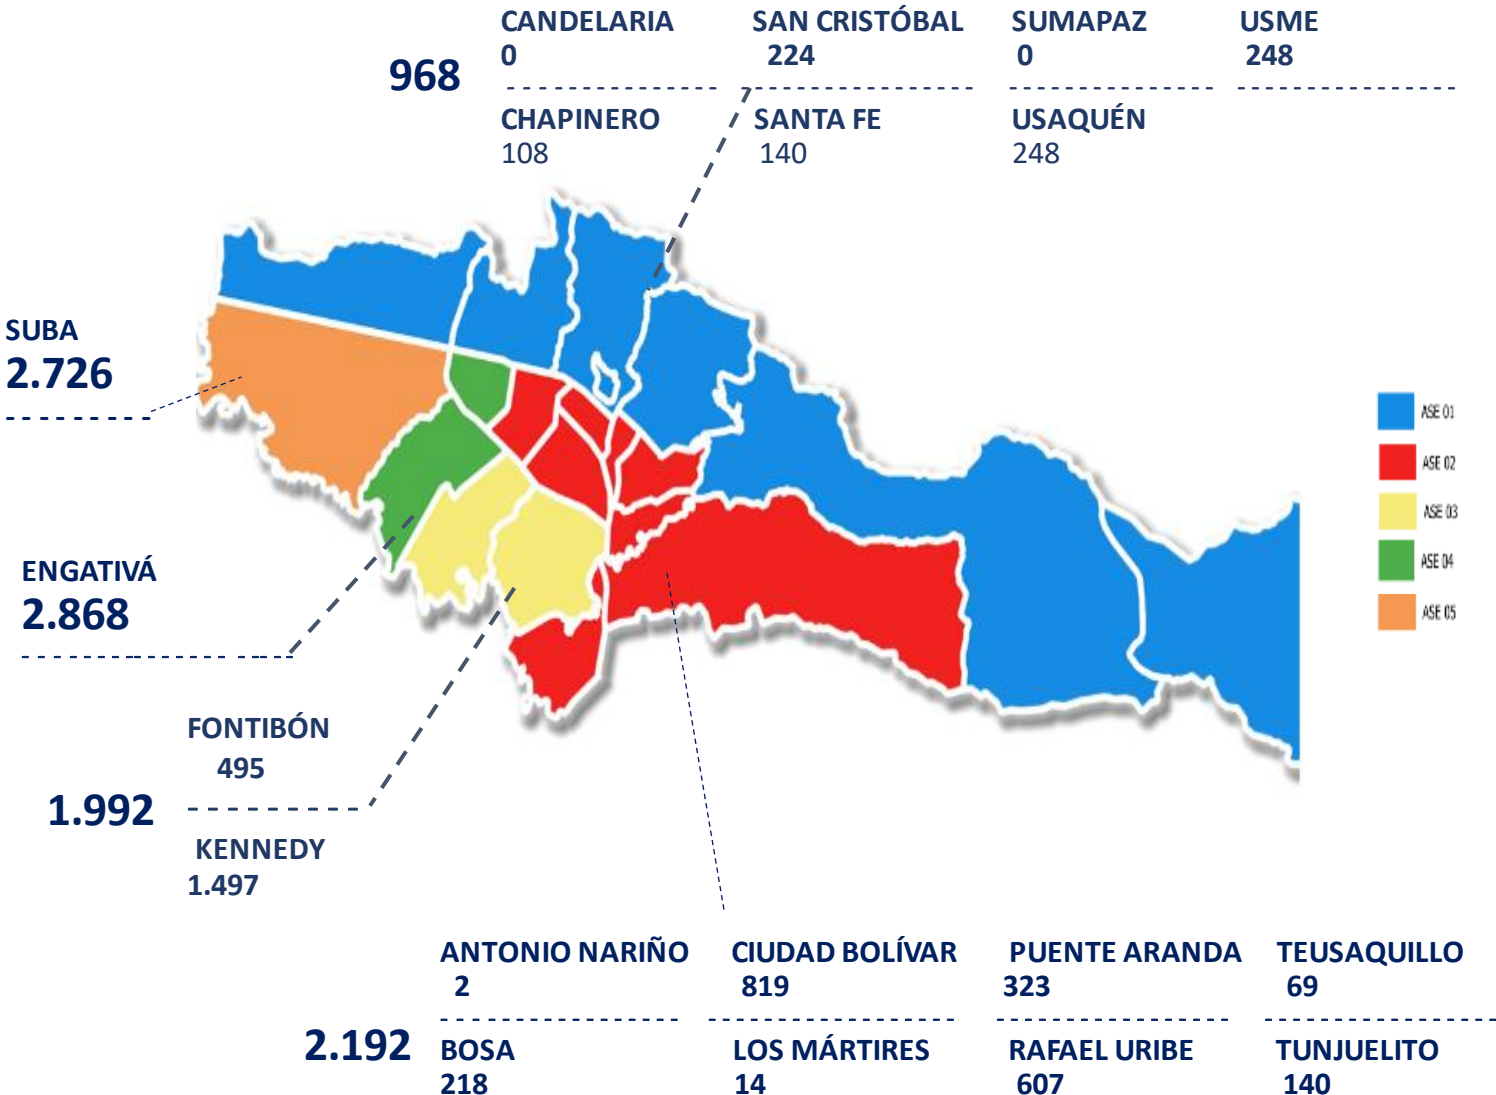 CANDELARIA
0
SAN CRISTÓBAL
224
SUMAPAZ
0
USME
248
968
CHAPINERO
108
SANTA FE
140
USAQUÉN
248
SUBA
2.726
ASE 01
ASE 02
ASE 03
ASE 04
ASE 05
ENGATIVÁ
2.868
FONTIBÓN
495
1.992
KENNEDY
1.497
ANTONIO NARIÑO
2
CIUDAD BOLÍVAR
819
PUENTE ARANDA
323
TEUSAQUILLO
69
2.192
BOSA
218
LOS MÁRTIRES
14
RAFAEL URIBE
607
TUNJUELITO
140